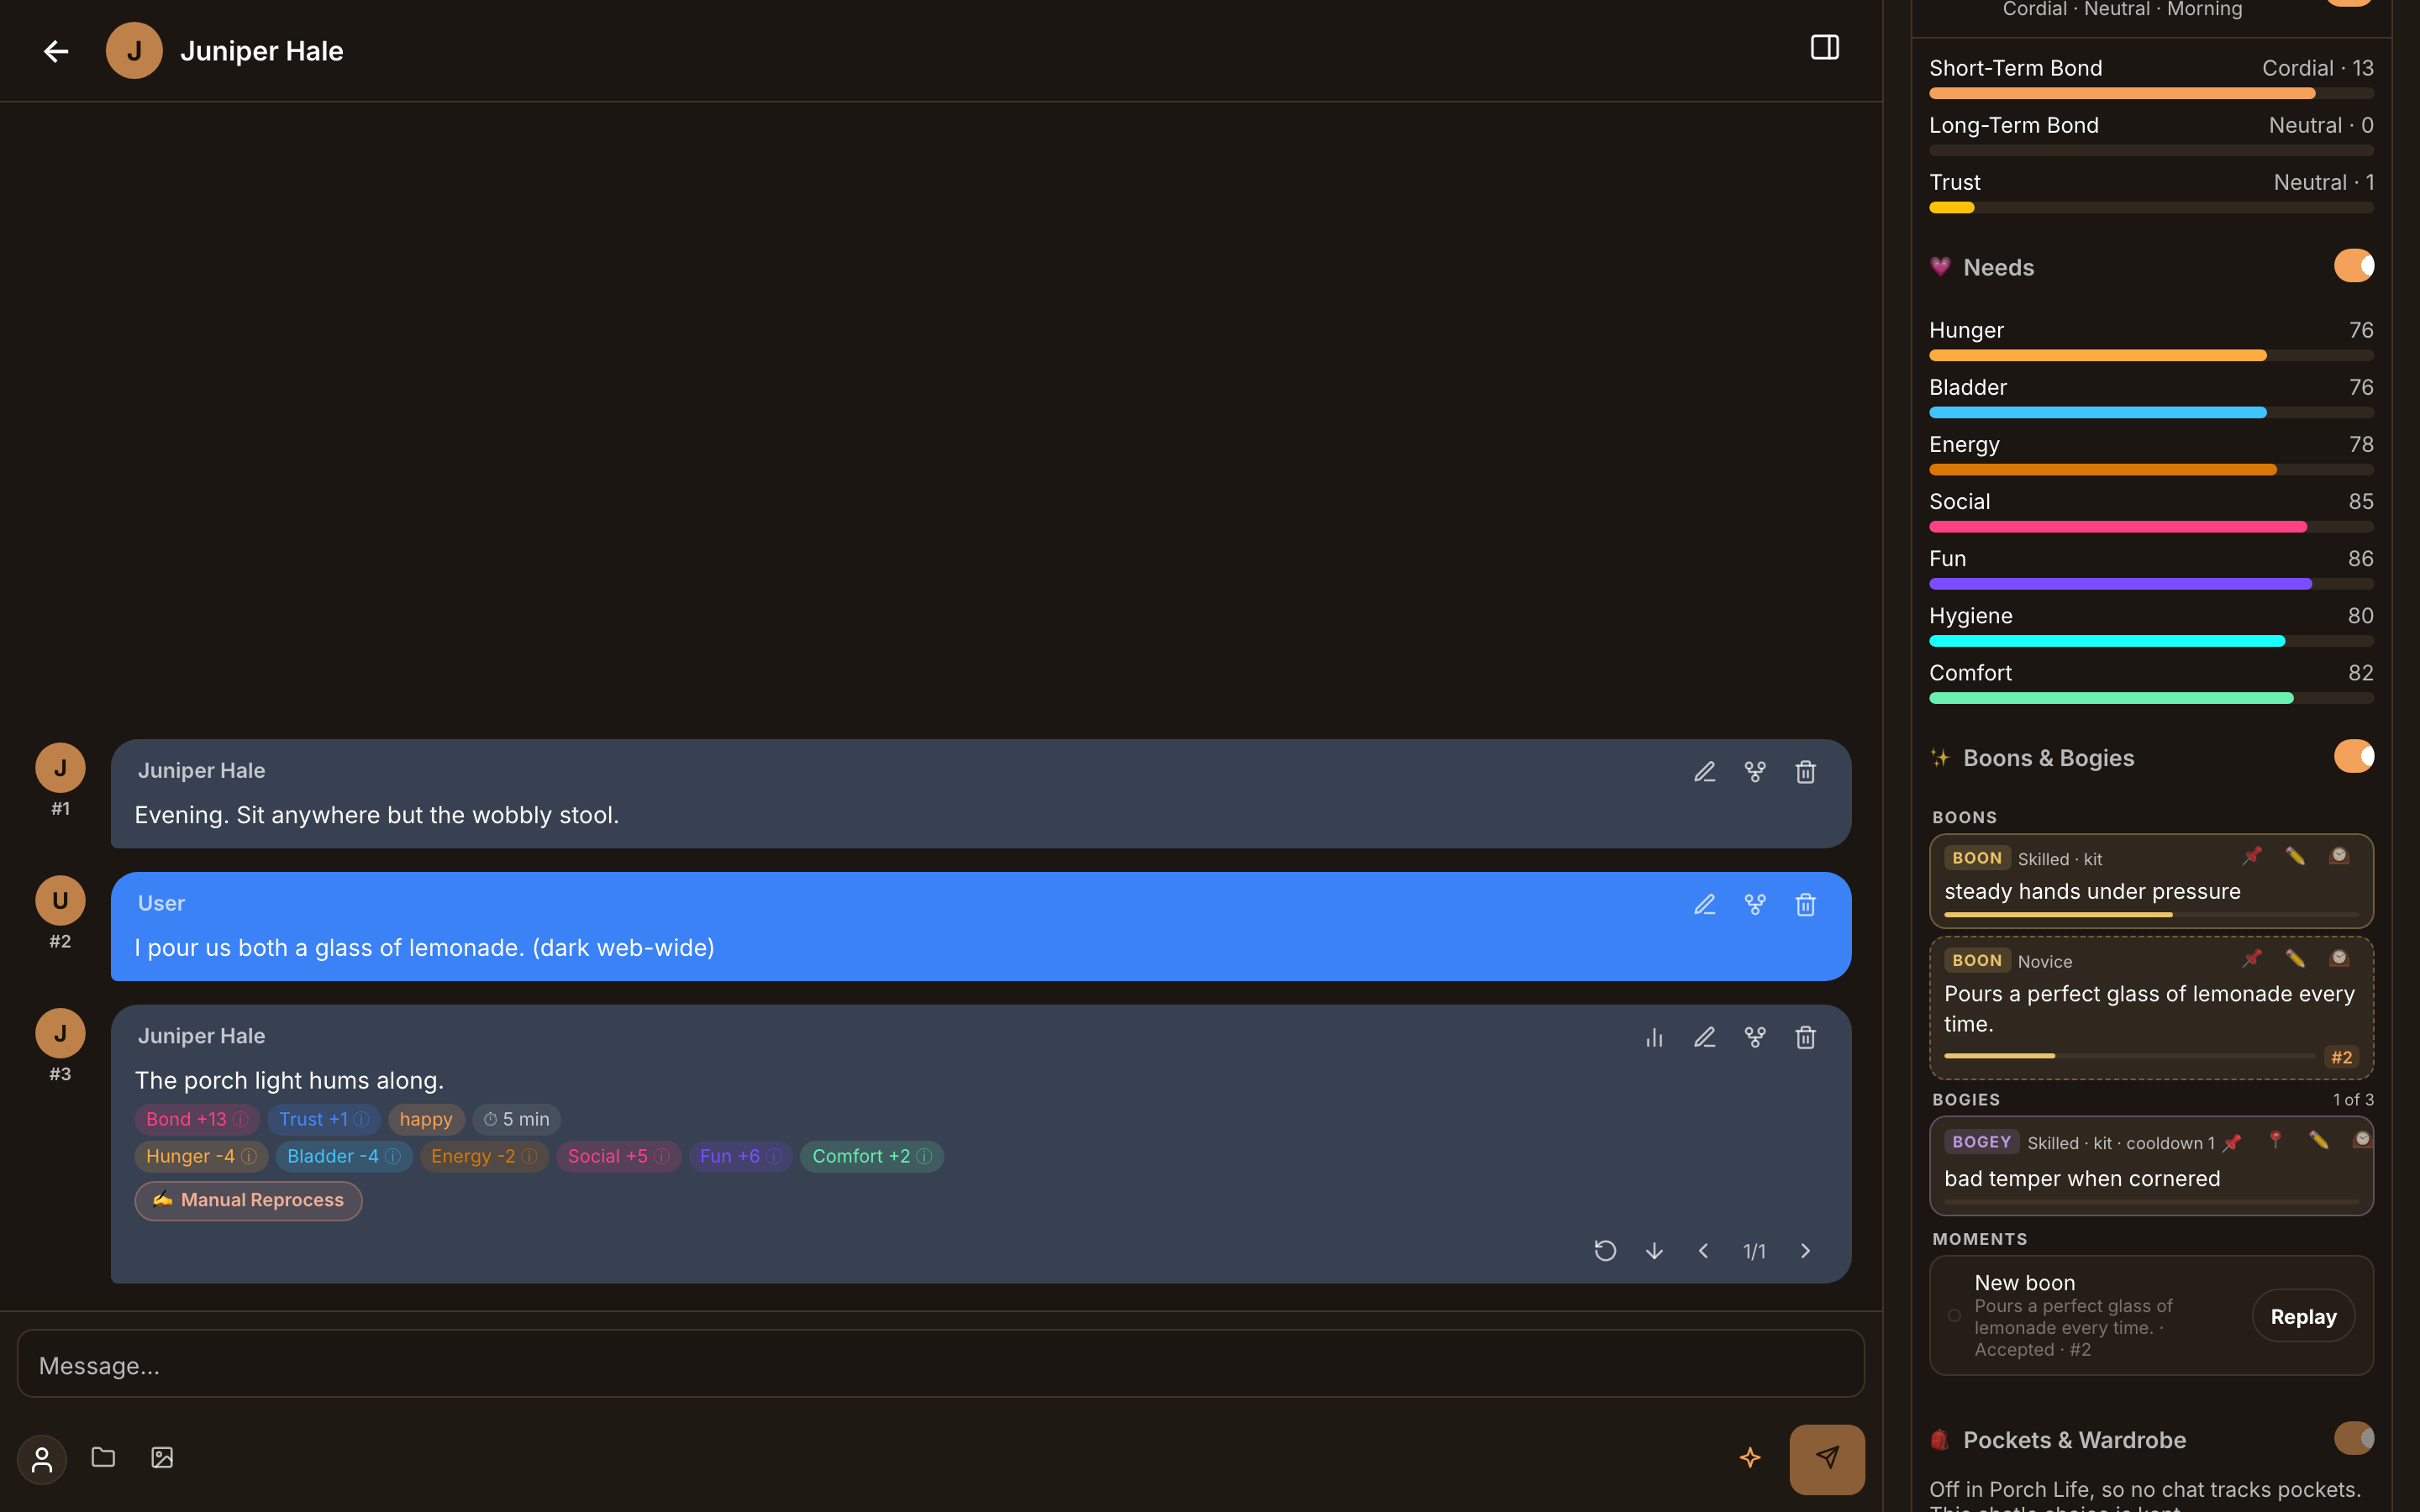 J Juniper Hale
J
#1
Juniper Hale
Evening. Sit anywhere but the wobbly stool.
U
#2
User
I pour us both a glass of lemonade. (dark web-wide)
J
#3
Juniper Hale
The porch light hums along.
Bond +13 ⓘ Trust +1 ⓘ happy ⏱ 5 min
Hunger -4 ⓘ Bladder -4 ⓘ Energy -2 ⓘ Social +5 ⓘ Fun +6 ⓘ Comfort +2 ⓘ
✍️ Manual Reprocess
1/1
Message...
Cordial · Neutral · Morning
Short-Term Bond Cordial · 13
Long-Term Bond Neutral · 0
Trust Neutral · 1
Needs
Hunger 76
Bladder 76
Energy 78
Social 85
Fun 86
Hygiene 80
Comfort 82
Boons & Bogies
BOONS
BOON Skilled · kit
steady hands under pressure
BOON Novice
Pours a perfect glass of lemonade every
time.
#2
BOGIES 1 of 3
BOGEY Skilled · kit · cooldown 1
bad temper when cornered
MOMENTS
New boon
Pours a perfect glass of
lemonade every time. ·
Accepted · #2
Replay
Pockets & Wardrobe
Off in Porch Life, so no chat tracks pockets.